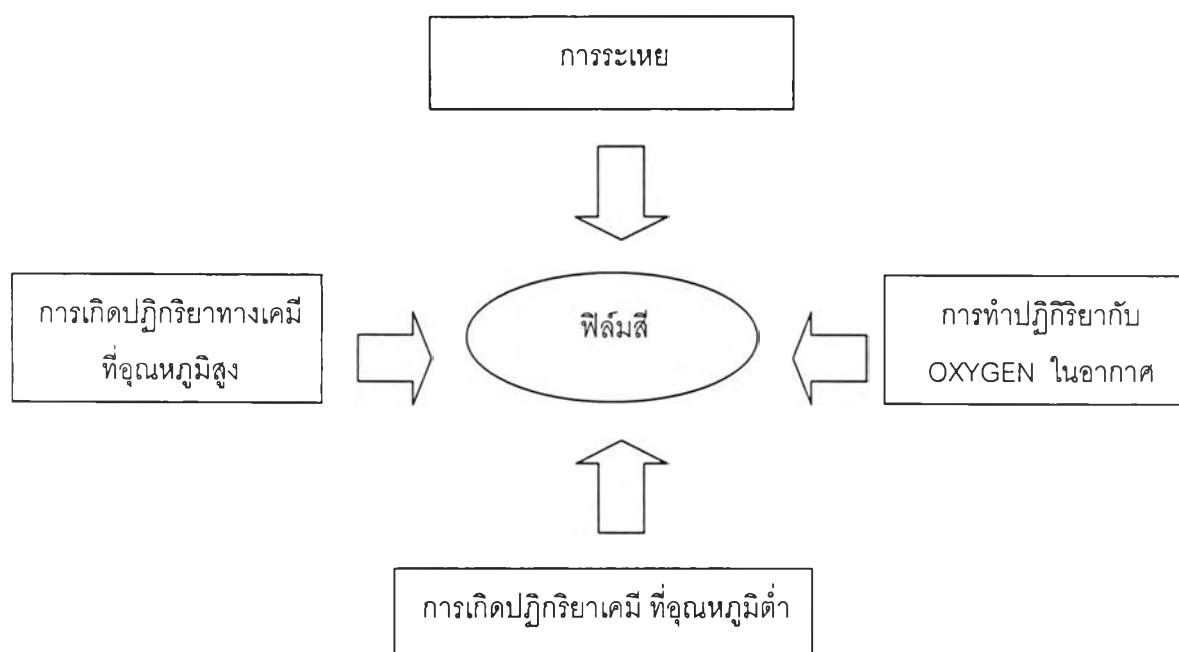 การระเหย
การเกิดปฏิกริยาทางเคมี
ที่อุณหภูมิสูง
ฟิล์มสี
การทำปฏิกิริยากับ
OXYGEN ในอากาศ
การเกิดปฏิกริยาเคมี ที่อุณหภูมิต่ำ